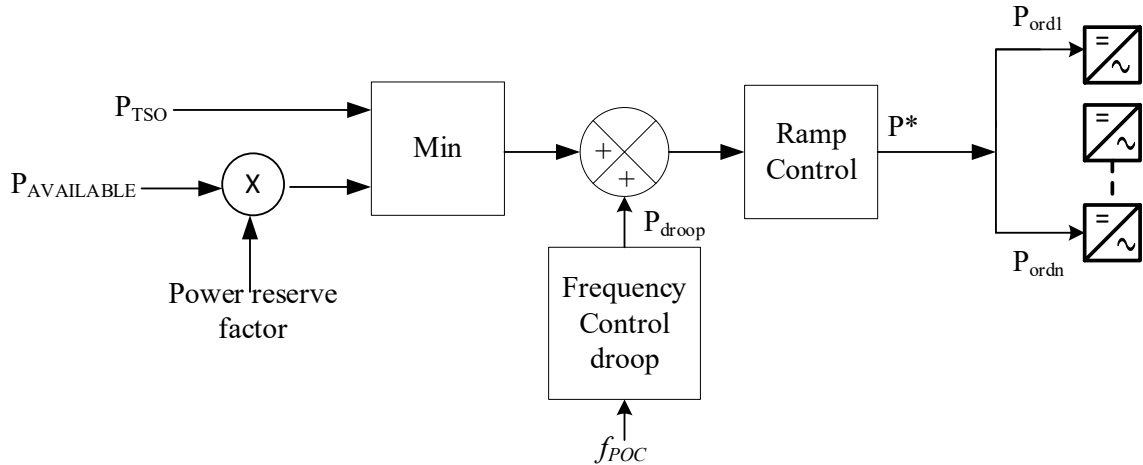 P_TSO
P_AVAILABLE
X
Power reserve
factor
Min
+
+
P_droop
Frequency
Control
droop
f_POC
Ramp
Control
P*
P_ord1
=
~
=
~
=
~
P_ordn